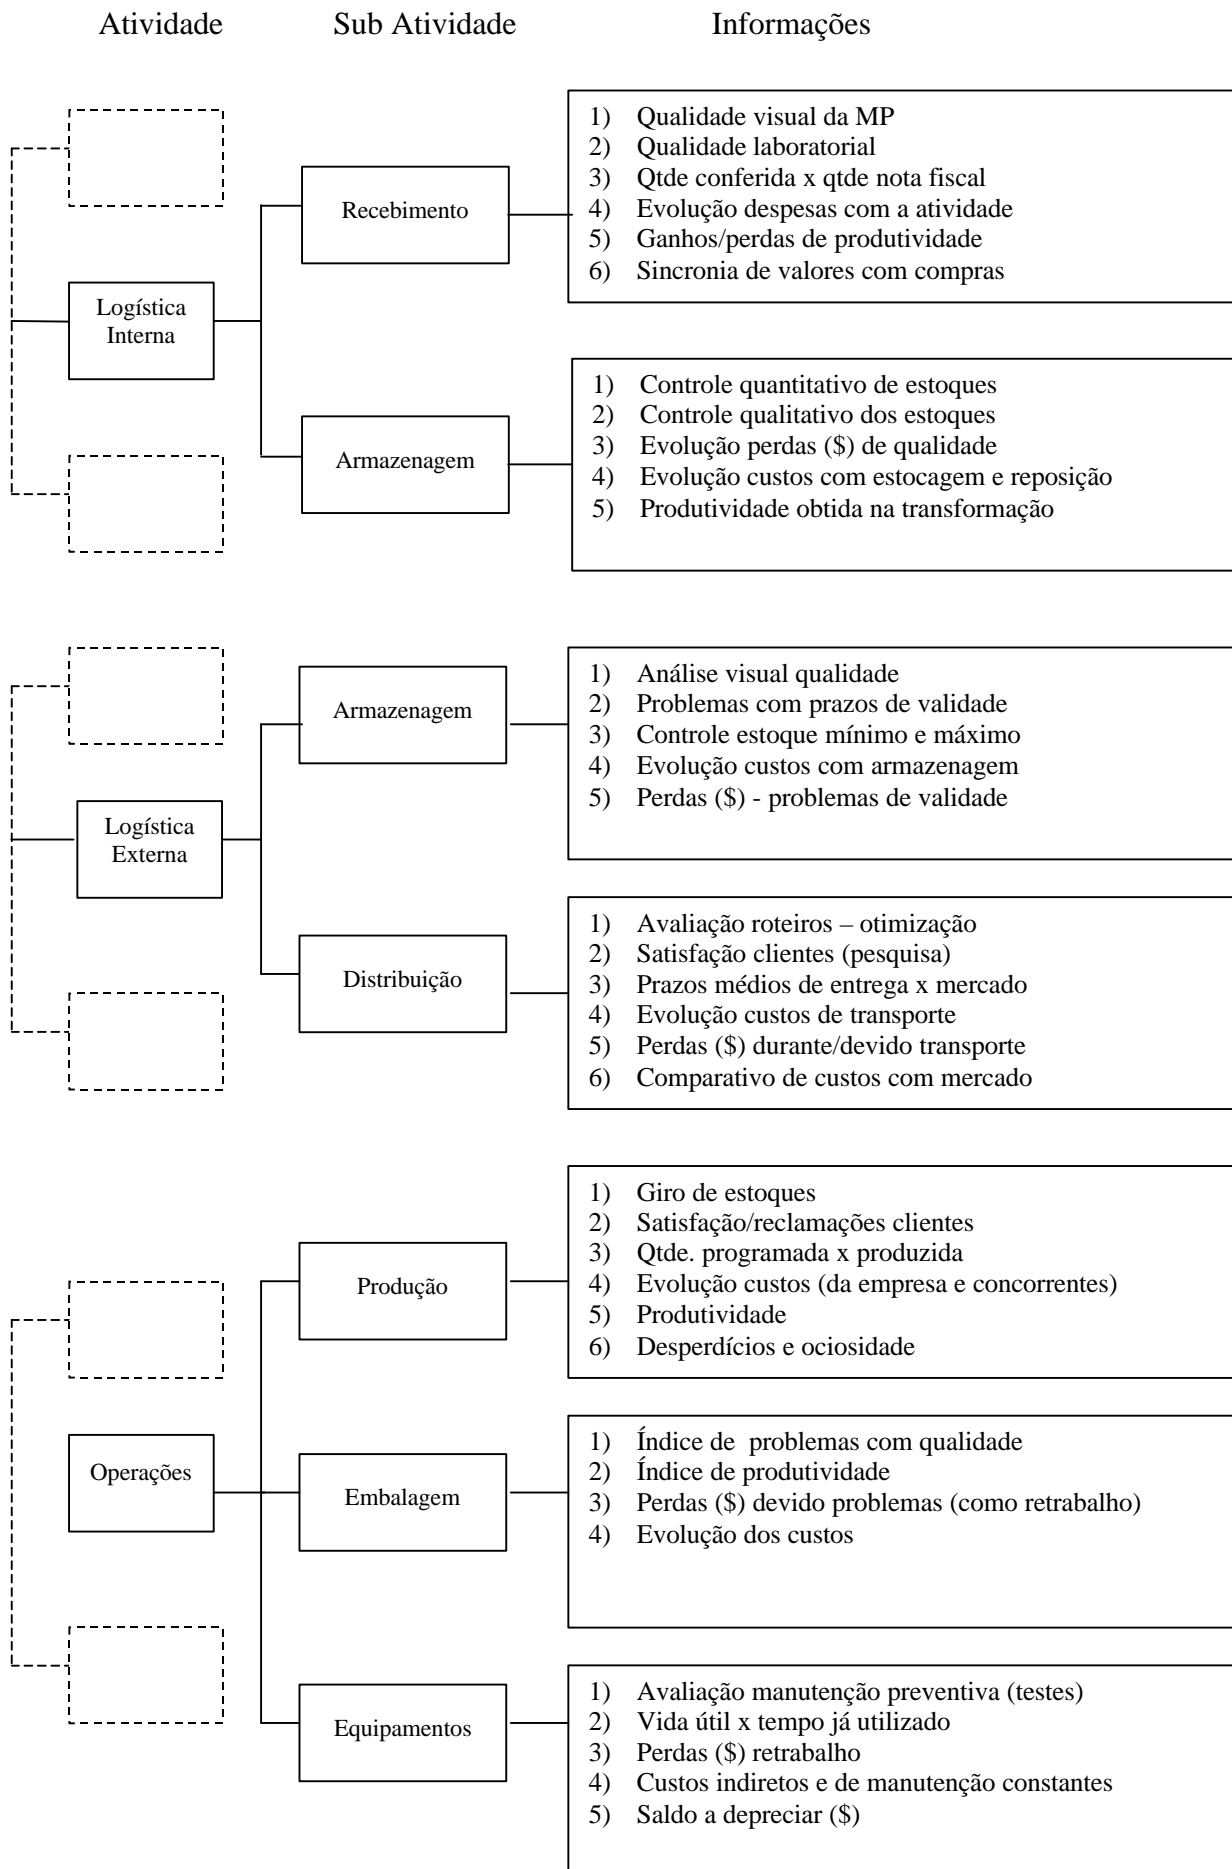 Atividade Sub Atividade Informações
1) Qualidade visual da MP
2) Qualidade laboratorial
3) Qtde conferida x qtde nota fiscal
4) Evolução despesas com a atividade
5) Ganhos/perdas de produtividade
6) Sincronia de valores com compras
Recebimento
Logística
Interna
1) Controle quantitativo de estoques
2) Controle qualitativo dos estoques
3) Evolução perdas ($) de qualidade
4) Evolução custos com estocagem e reposição
5) Produtividade obtida na transformação
Armazenagem
1) Análise visual qualidade
2) Problemas com prazos de validade
3) Controle estoque mínimo e máximo
4) Evolução custos com armazenagem
5) Perdas ($) - problemas de validade
Armazenagem
Logística
Externa
1) Avaliação roteiros – otimização
2) Satisfação clientes (pesquisa)
3) Prazos médios de entrega x mercado
4) Evolução custos de transporte
5) Perdas ($) durante/devido transporte
6) Comparativo de custos com mercado
Distribuição
1) Giro de estoques
2) Satisfação/reclamações clientes
3) Qtde. programada x produzida
4) Evolução custos (da empresa e concorrentes)
5) Produtividade
6) Desperdícios e ociosidade
Produção
Operações
1) Índice de problemas com qualidade
2) Índice de produtividade
3) Perdas ($) devido problemas (como retrabalho)
4) Evolução dos custos
Embalagem
1) Avaliação manutenção preventiva (testes)
2) Vida útil x tempo já utilizado
3) Perdas ($) retrabalho
4) Custos indiretos e de manutenção constantes
5) Saldo a depreciar ($)
Equipamentos